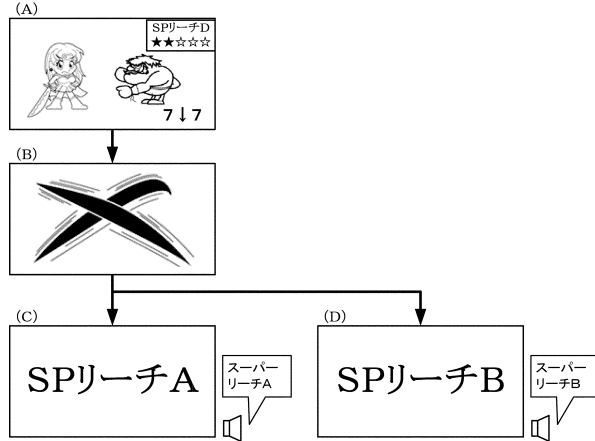 (A)
SPリーチD
★★☆☆☆
7↓7
(B)
(C)
SPリーチA
スーパー
リーチA
(D)
SPリーチB
スーパー
リーチB